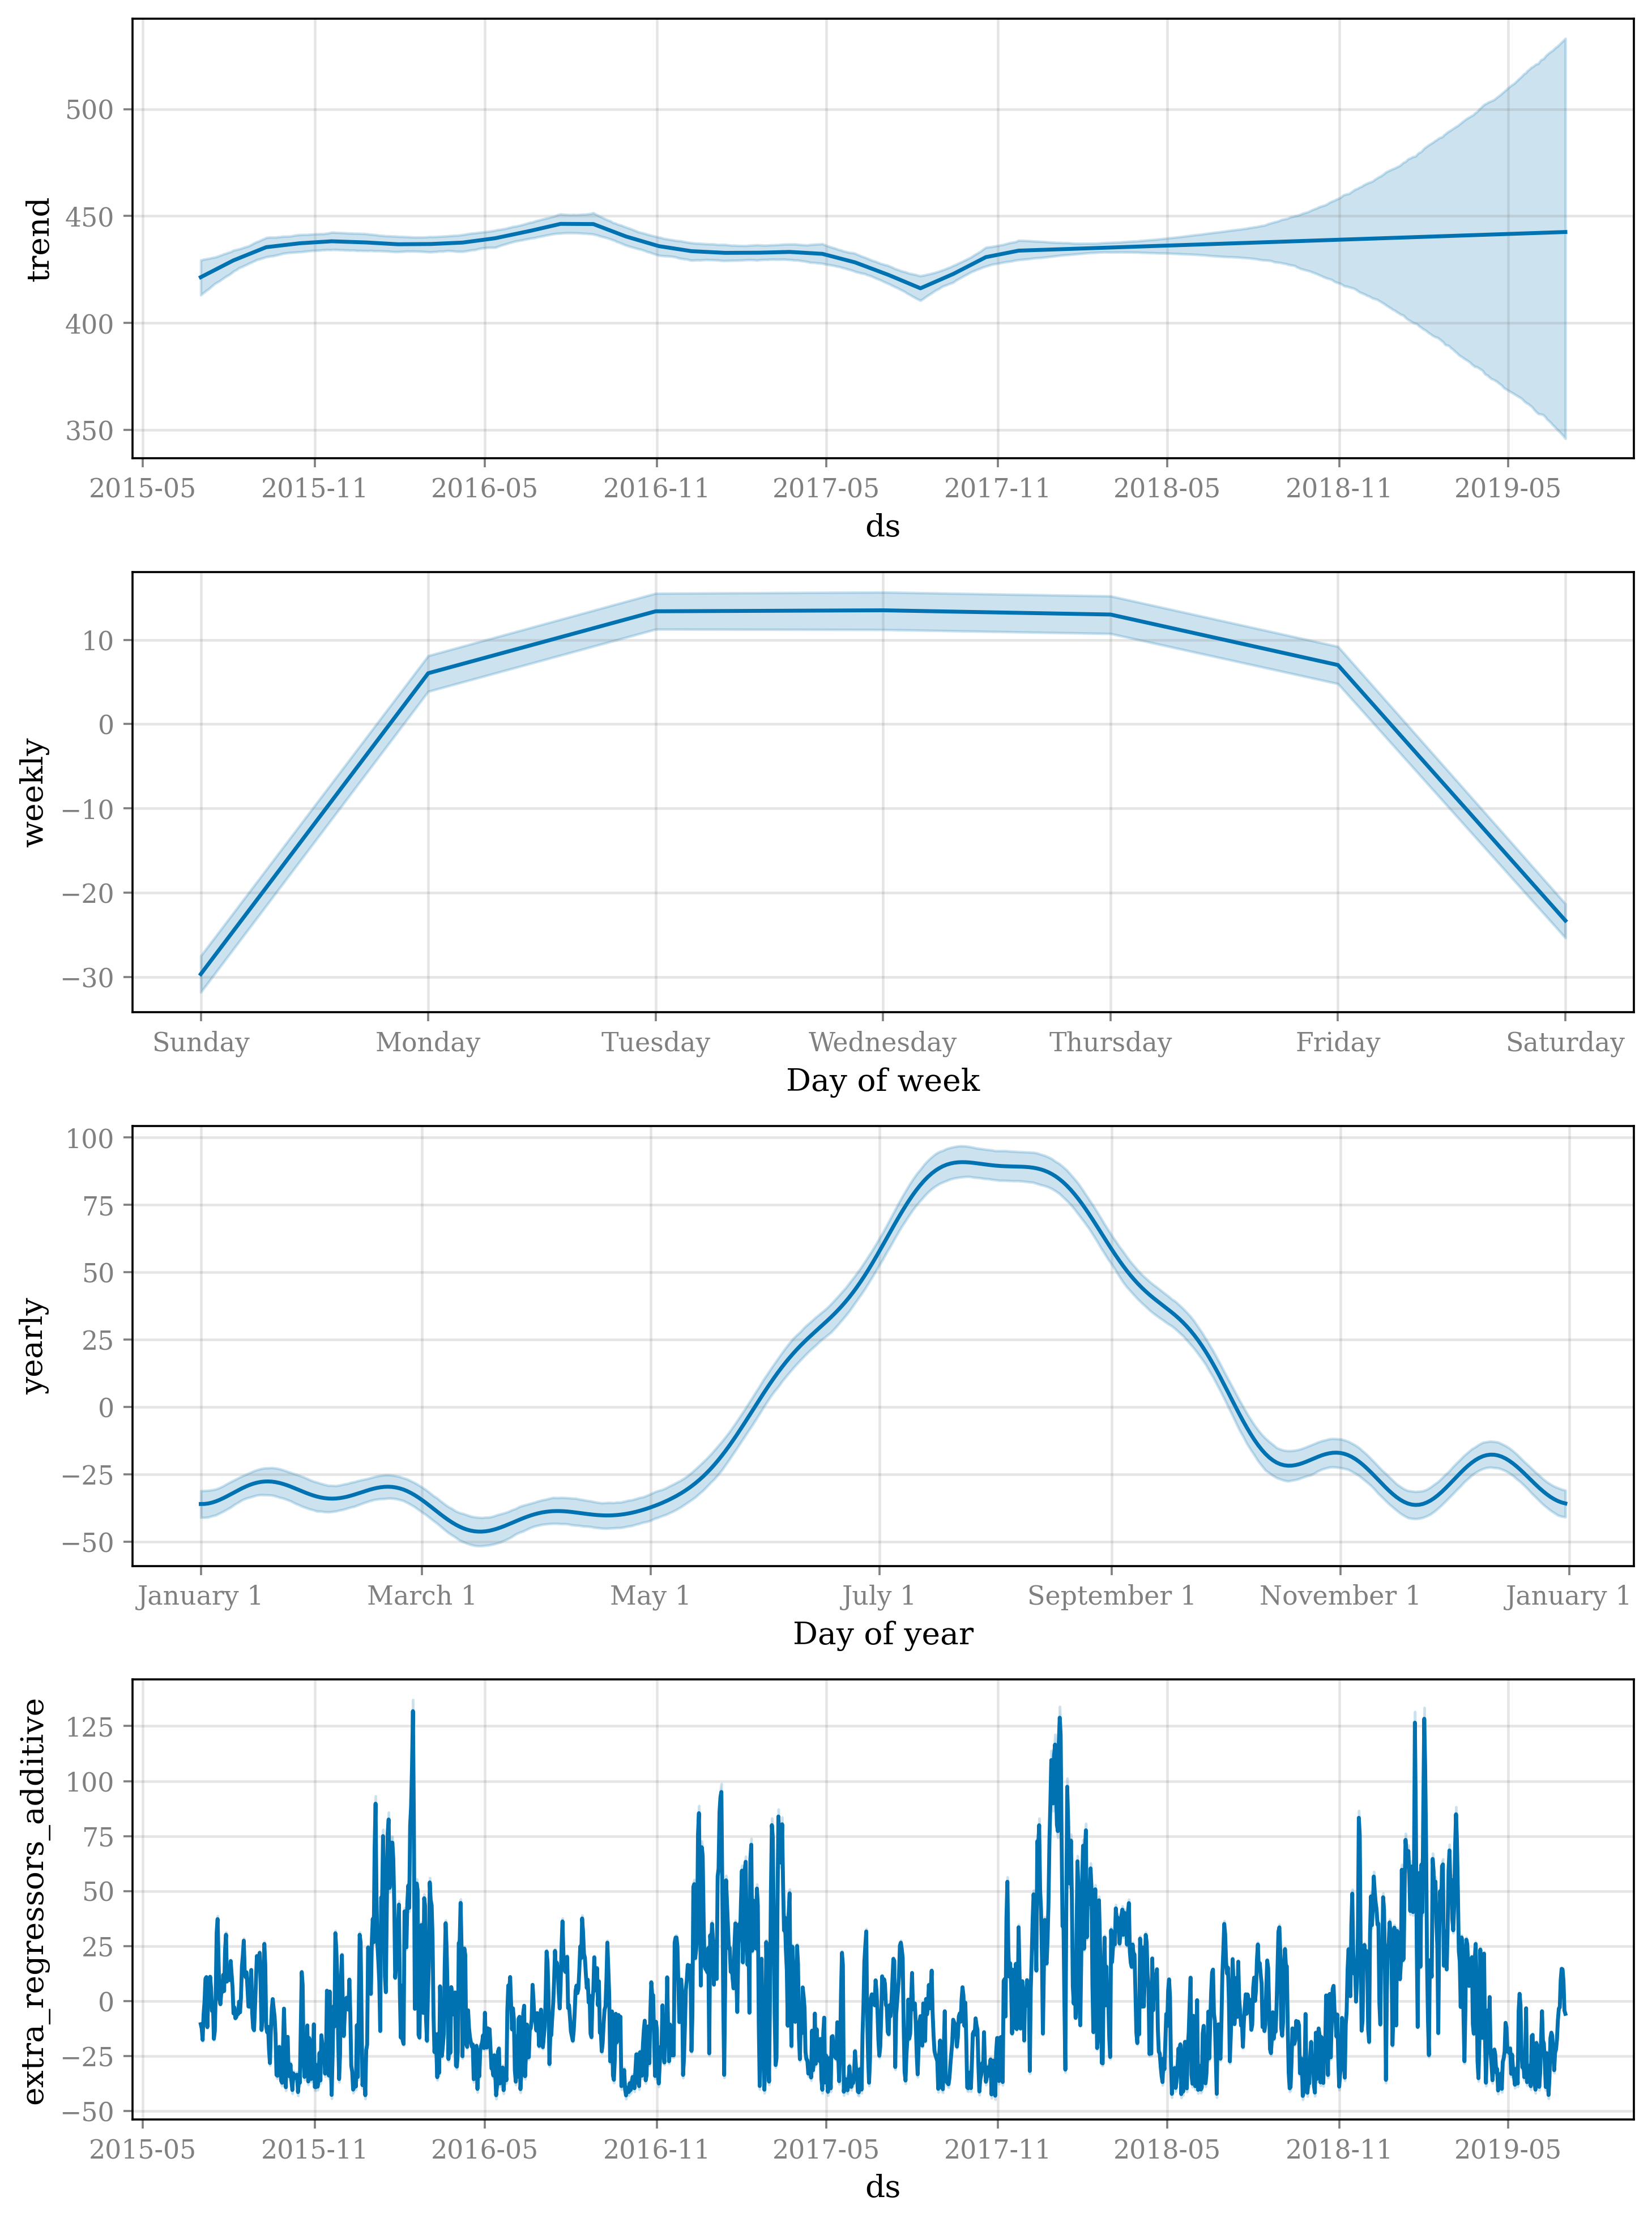 trend
500
450
400
350
2015-05 2015-11 2016-05 2016-11 2017-05 2017-11 2018-05 2018-11 2019-05
ds
weekly
10
0
−10
−20
−30
Sunday Monday Tuesday Wednesday Thursday Friday Saturday
Day of week
yearly
100
75
50
25
0
−25
−50
January 1 March 1 May 1 July 1 September 1 November 1 January 1
Day of year
extra_regressors_additive
125
100
75
50
25
0
−25
−50
2015-05 2015-11 2016-05 2016-11 2017-05 2017-11 2018-05 2018-11 2019-05
ds